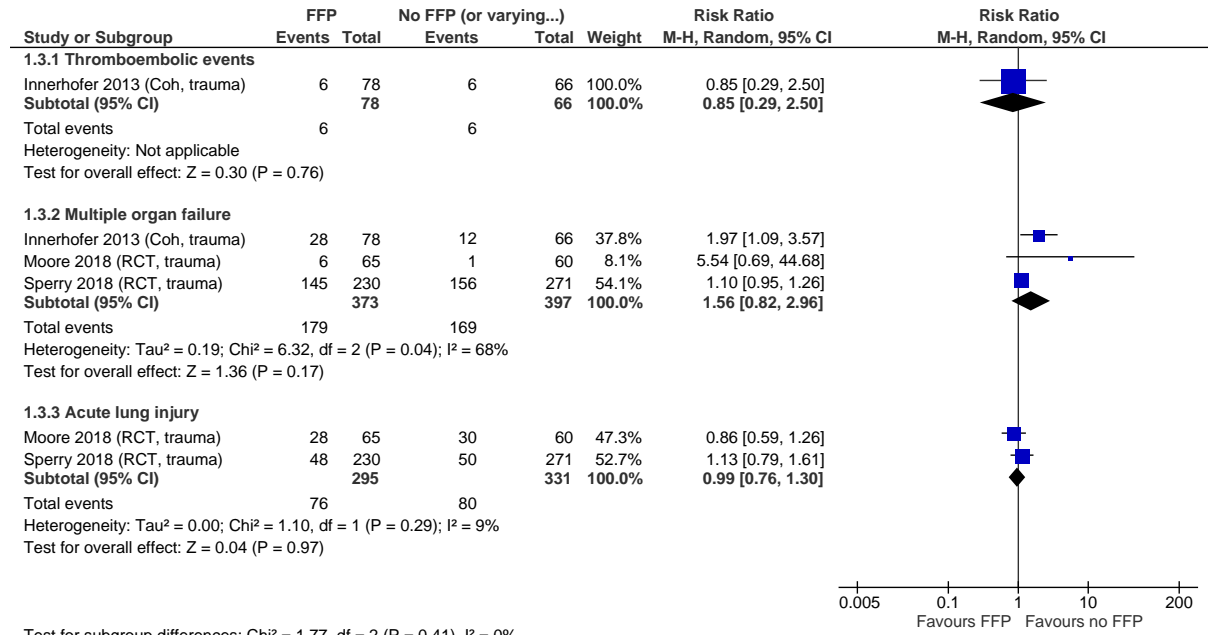 FFP No FFP (or varying...) Risk Ratio Risk Ratio
Study or Subgroup Events Total Events Total Weight M-H, Random, 95% CI M-H, Random, 95% CI
1.3.1 Thromboembolic events
Innerhofer 2013 (Coh, trauma) 6 78 6 66 100.0% 0.85 [0.29, 2.50]
Subtotal (95% CI) 78 66 100.0% 0.85 [0.29, 2.50]
Total events 6 6
Heterogeneity: Not applicable
Test for overall effect: Z = 0.30 (P = 0.76)
1.3.2 Multiple organ failure
Innerhofer 2013 (Coh, trauma) 28 78 12 66 37.8% 1.97 [1.09, 3.57]
Moore 2018 (RCT, trauma) 6 65 1 60 8.1% 5.54 [0.69, 44.68]
Sperry 2018 (RCT, trauma) 145 230 156 271 54.1% 1.10 [0.95, 1.26]
Subtotal (95% CI) 373 397 100.0% 1.56 [0.82, 2.96]
Total events 179 169
Heterogeneity: Tau² = 0.19; Chi² = 6.32, df = 2 (P = 0.04); I² = 68%
Test for overall effect: Z = 1.36 (P = 0.17)
1.3.3 Acute lung injury
Moore 2018 (RCT, trauma) 28 65 30 60 47.3% 0.86 [0.59, 1.26]
Sperry 2018 (RCT, trauma) 48 230 50 271 52.7% 1.13 [0.79, 1.61]
Subtotal (95% CI) 295 331 100.0% 0.99 [0.76, 1.30]
Total events 76 80
Heterogeneity: Tau² = 0.00; Chi² = 1.10, df = 1 (P = 0.29); I² = 9%
Test for overall effect: Z = 0.04 (P = 0.97)
0.005 0.1 1 10 200
Favours FFP Favours no FFP
Test for subgroup differences: Chi² = 1.77, df = 2 (P = 0.41), I² = 0%